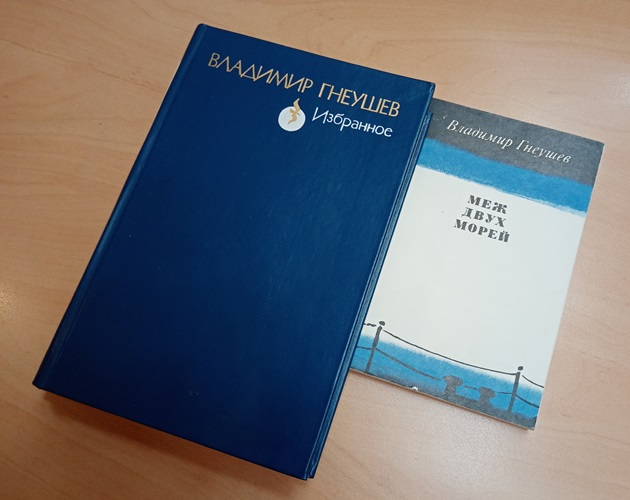 ВЛАДИМИР ГНЕУШЕВ
Избранное
Владимир Гнеушев
МЕЖ
ДВУХ
МОРЕЙ